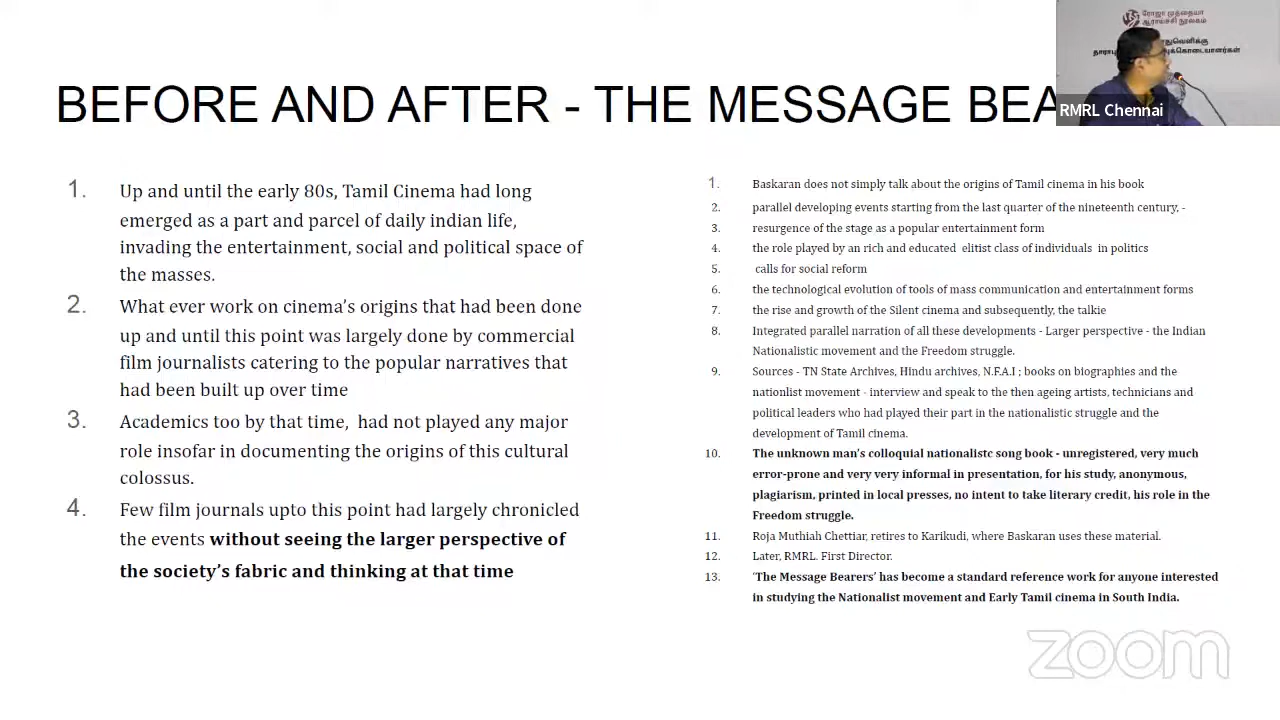 BEFORE AND AFTER - THE MESSAGE BEA
ரோஜா முத்தையா
ஆராய்ச்சி நூலகம்
RMRL Chennai
1. Up and until the early 80s, Tamil Cinema had long
emerged as a part and parcel of daily indian life,
invading the entertainment, social and political space of
the masses.
2. What ever work on cinema's origins that had been done
up and until this point was largely done by commercial
film journalists catering to the popular narratives that
had been built up over time
3. Academics too by that time, had not played any major
role insofar in documenting the origins of this cultural
colossus.
4. Few film journals upto this point had largely chronicled
the events without seeing the larger perspective of
the society's fabric and thinking at that time
1. Baskaran does not simply talk about the origins of Tamil cinema in his book
2. parallel developing events starting from the last quarter of the nineteenth century, -
3. resurgence of the stage as a popular entertainment form
4. the role played by an rich and educated elitist class of individuals in politics
5. calls for social reform
6. the technological evolution of tools of mass communication and entertainment forms
7. the rise and growth of the Silent cinema and subsequently, the talkie
8. Integrated parallel narration of all these developments - Larger perspective - the Indian
Nationalistic movement and the Freedom struggle.
9. Sources - TN State Archives, Hindu archives, N.F.A.I ; books on biographies and the
nationlist movement - interview and speak to the then ageing artists, technicians and
political leaders who had played their part in the nationalistic struggle and the
development of Tamil cinema.
10. The unknown man's colloquial nationalistc song book - unregistered, very much
error-prone and very very informal in presentation, for his study, anonymous,
plagiarism, printed in local presses, no intent to take literary credit, his role in the
Freedom struggle.
11. Roja Muthiah Chettiar, retires to Karikudi, where Baskaran uses these material.
12. Later, RMRL. First Director.
13. 'The Message Bearers' has become a standard reference work for anyone interested
in studying the Nationalist movement and Early Tamil cinema in South India.
zoom